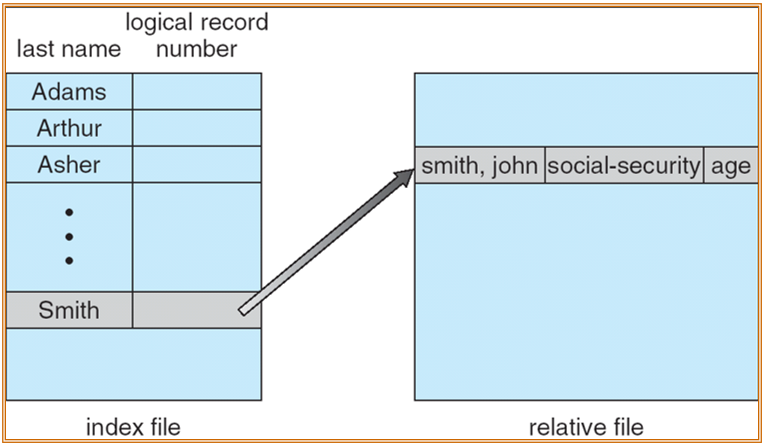 logical record
last name number
Adams
Arthur
Asher
smith, john social-security age
Smith
index file relative file